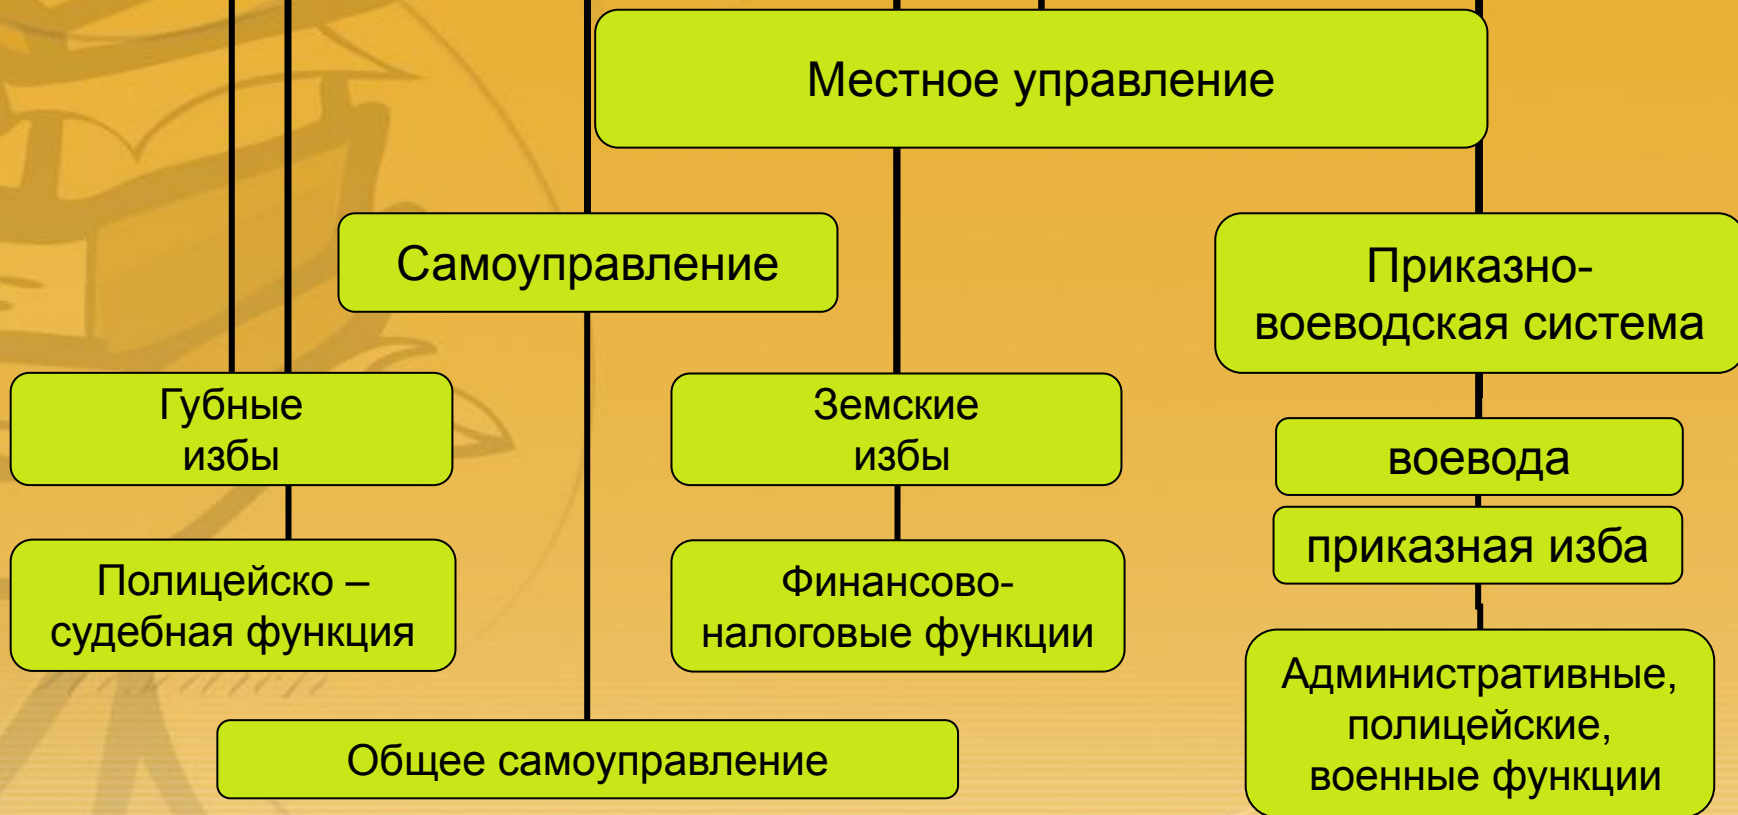 Местное управление
Самоуправление
Приказно-
воеводская система
Губные
избы
Земские
избы
воевода
приказная изба
Полицейско –
судебная функция
Финансово-
налоговые функции
Административные,
полицейские,
военные функции
Общее самоуправление